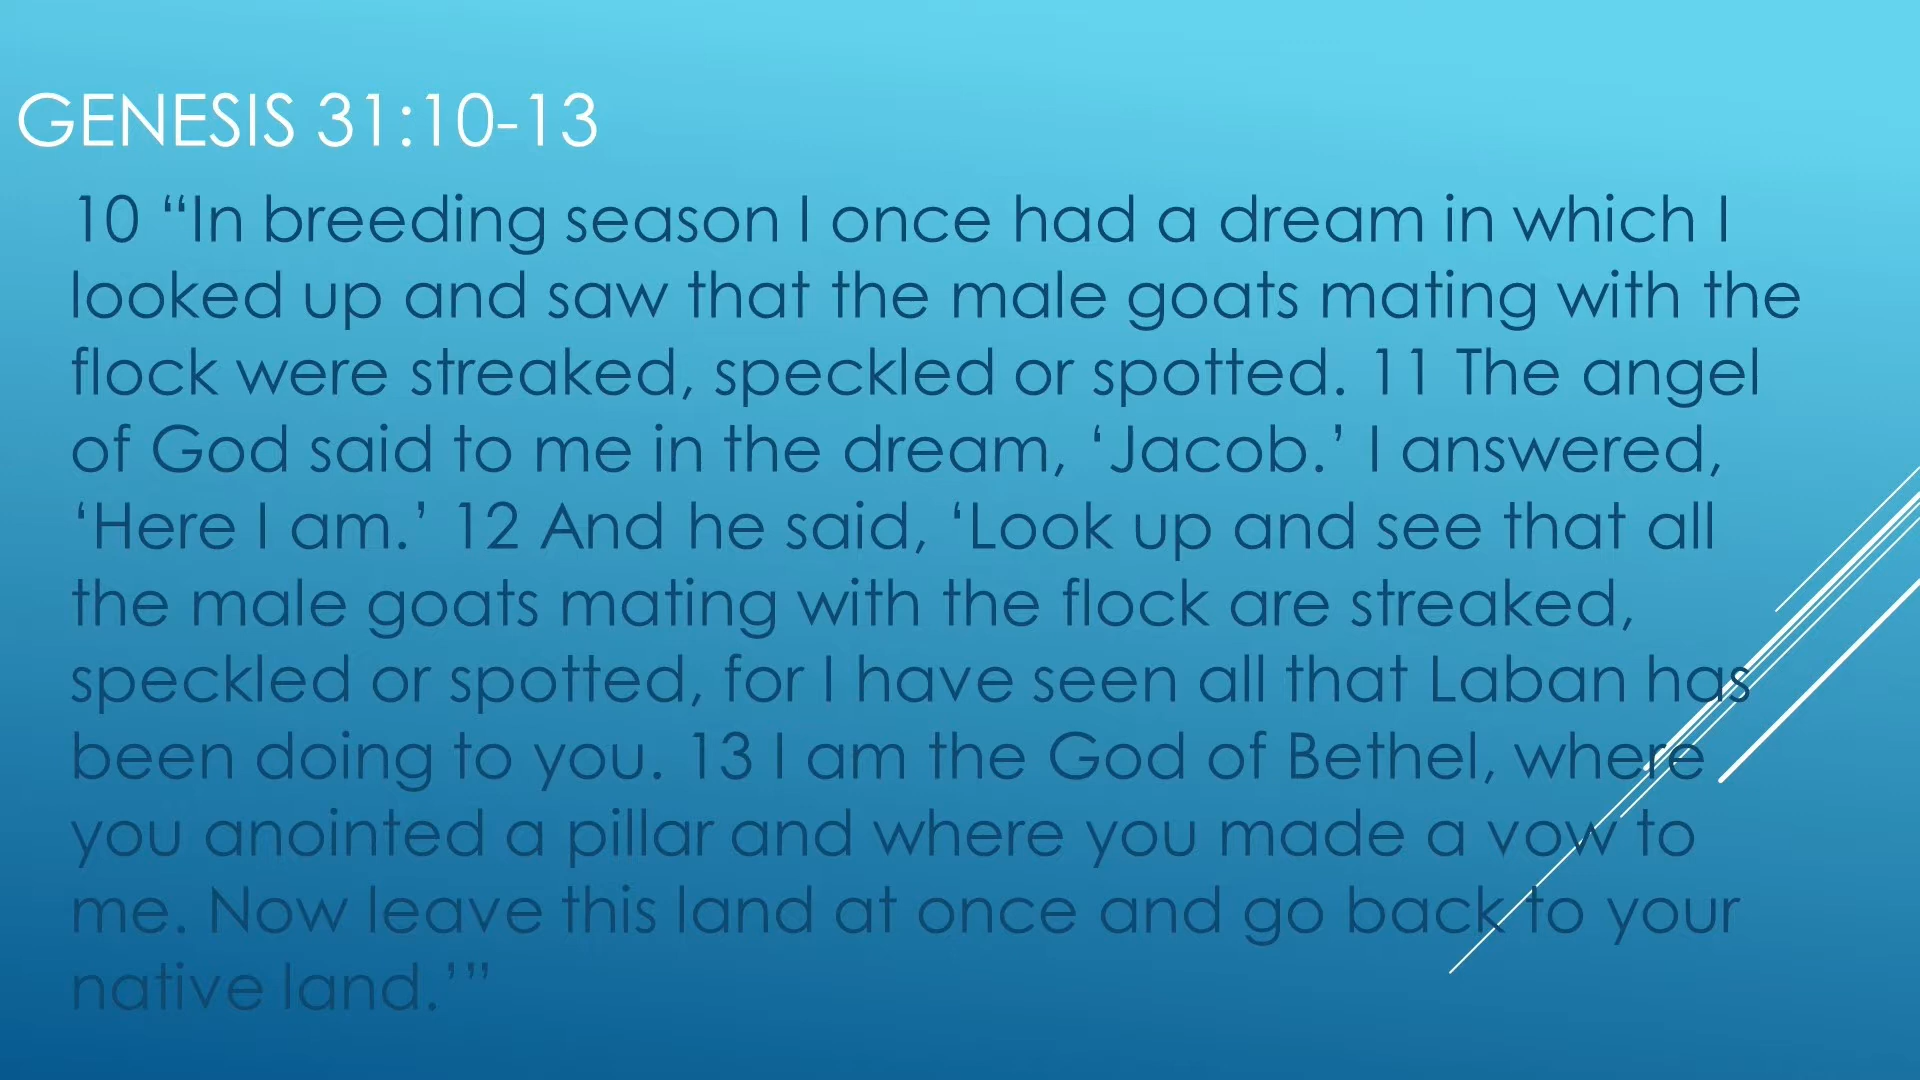 GENESIS 31:10-13
10 “In breeding season I once had a dream in which I
looked up and saw that the male goats mating with the
flock were streaked, speckled or spotted. 11 The angel
of God said to me in the dream, ‘Jacob.’ I answered,
‘Here I am.’ 12 And he said, ‘Look up and see that all
the male goats mating with the flock are streaked,
speckled or spotted, for I have seen all that Laban has
been doing to you. 13 I am the God of Bethel, where
you anointed a pillar and where you made a vow to
me. Now leave this land at once and go back to your
native land.’”